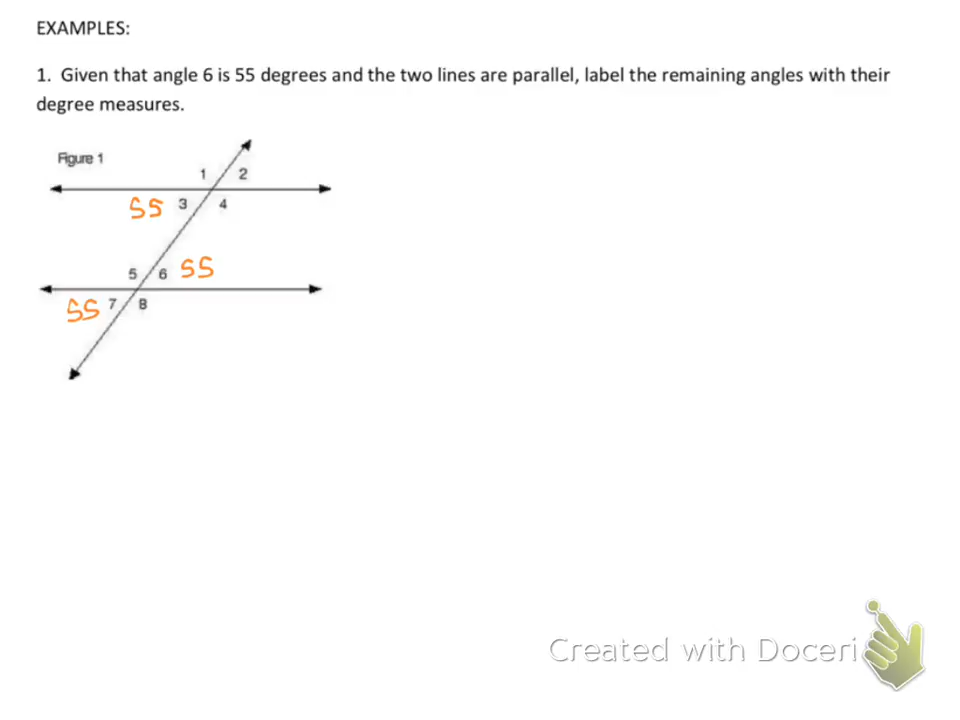 EXAMPLES:
1. Given that angle 6 is 55 degrees and the two lines are parallel, label the remaining angles with their
degree measures.
Figure 1
1 2
55 3 4
5 6 55
55 7 8
Created with Doceri